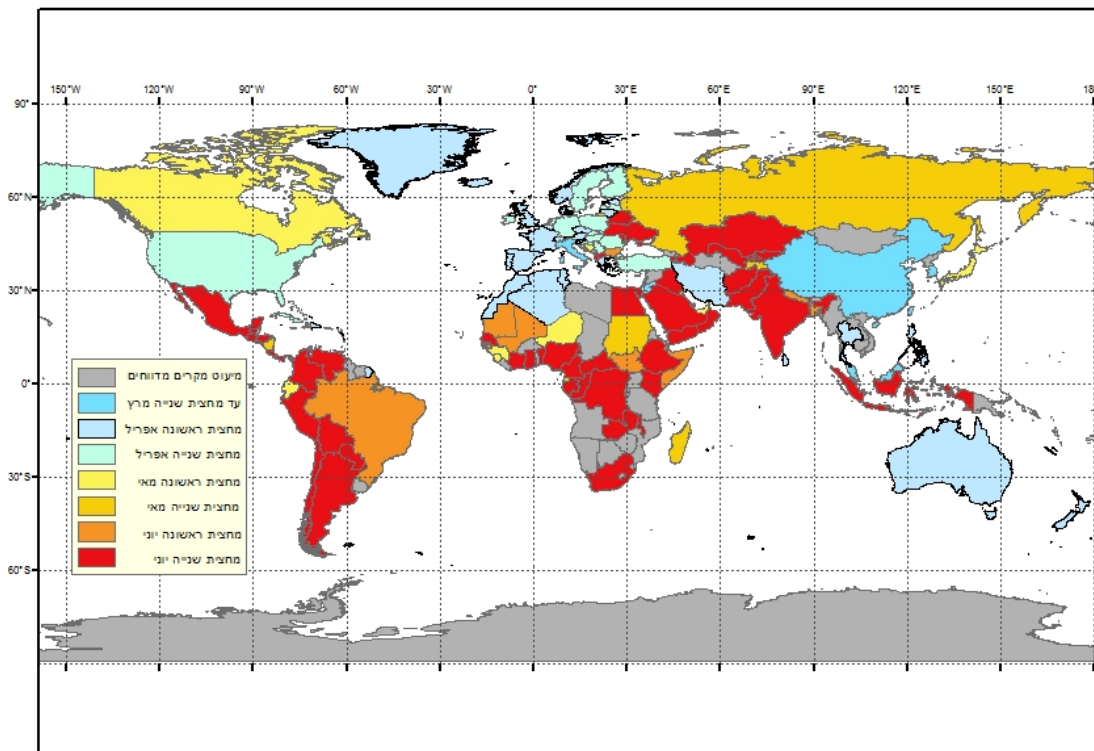 150°W 120°W 90°W 60°W 30°W 0° 30°E 60°E 90°E 120°E 150°E 180
90°
60°N
30°N
0°
30°S
60°S
מיעוט מקרים מדווחים
עד מחצית שנייה מרץ
מחצית ראשונה אפריל
מחצית שנייה אפריל
מחצית ראשונה מאי
מחצית שנייה מאי
מחצית ראשונה יוני
מחצית שנייה יוני